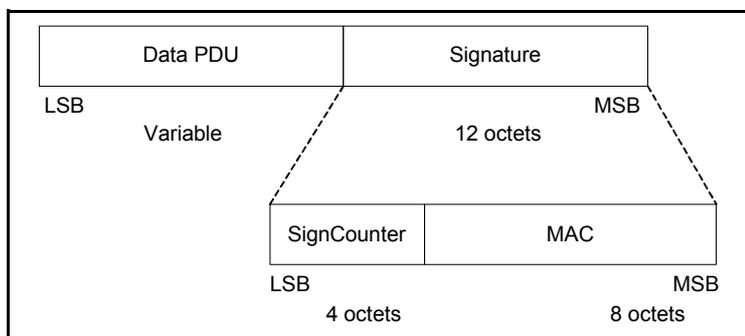 Data PDU Signature
LSB MSB
Variable 12 octets
SignCounter MAC
LSB MSB
4 octets 8 octets